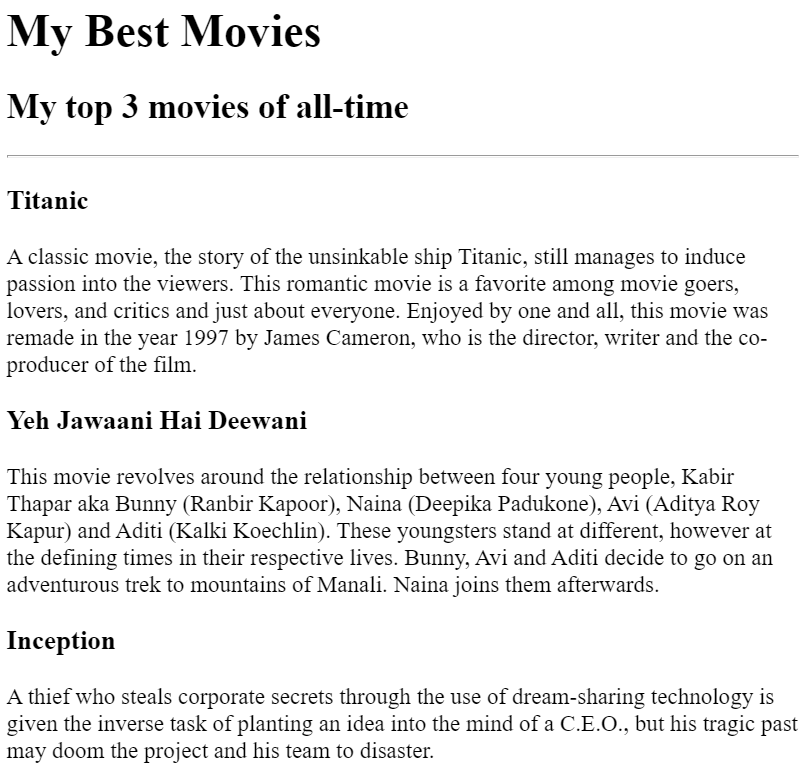 My Best Movies
My top 3 movies of all-time
Titanic
A classic movie, the story of the unsinkable ship Titanic, still manages to induce
passion into the viewers. This romantic movie is a favorite among movie goers,
lovers, and critics and just about everyone. Enjoyed by one and all, this movie was
remade in the year 1997 by James Cameron, who is the director, writer and the co-
producer of the film.
Yeh Jawaani Hai Deewani
This movie revolves around the relationship between four young people, Kabir
Thapar aka Bunny (Ranbir Kapoor), Naina (Deepika Padukone), Avi (Aditya Roy
Kapur) and Aditi (Kalki Koechlin). These youngsters stand at different, however at
the defining times in their respective lives. Bunny, Avi and Aditi decide to go on an
adventurous trek to mountains of Manali. Naina joins them afterwards.
Inception
A thief who steals corporate secrets through the use of dream-sharing technology is
given the inverse task of planting an idea into the mind of a C.E.O., but his tragic past
may doom the project and his team to disaster.